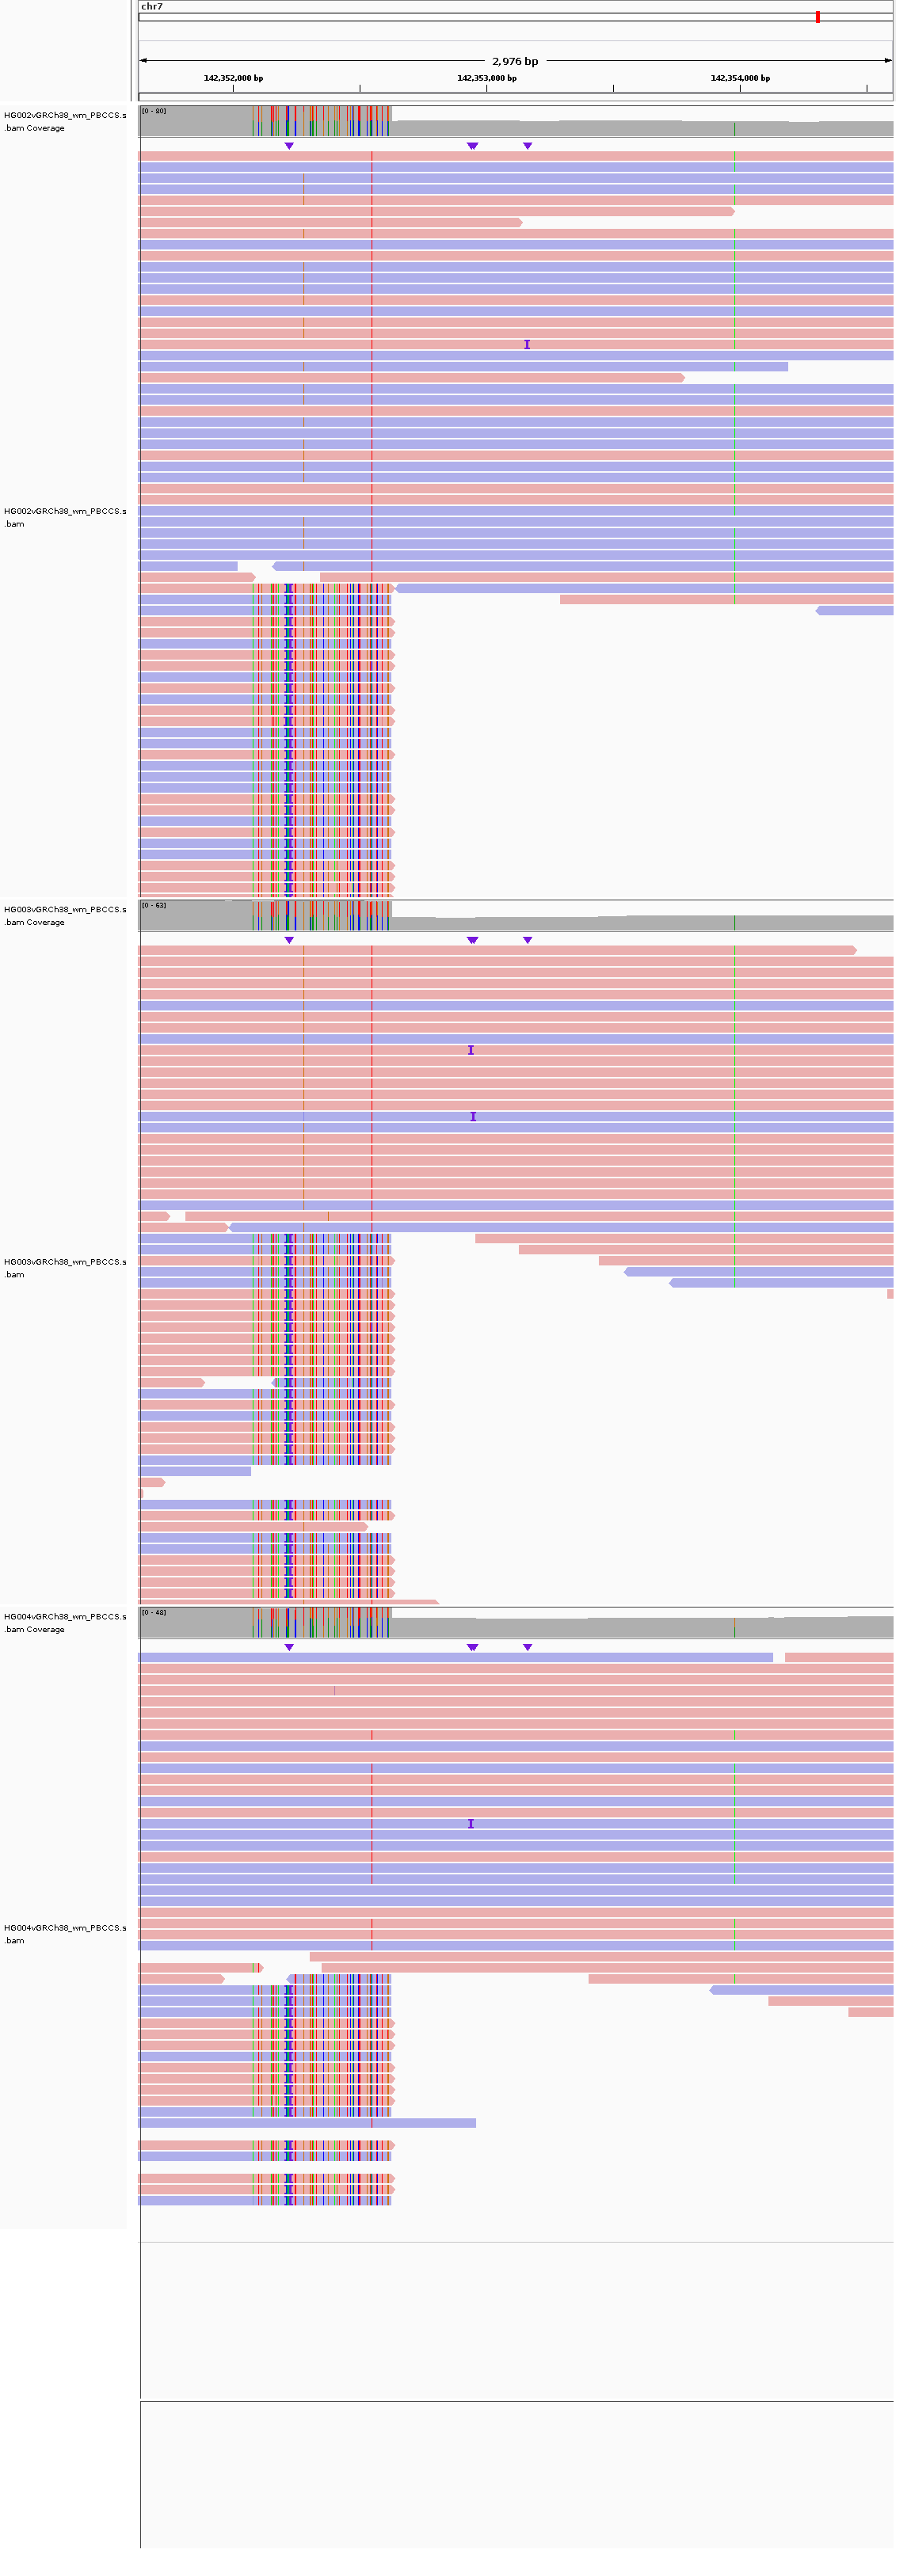 chr7
2,976 bp
142,352,000 bp 142,353,000 bp 142,354,000 bp
[0 - 80]
HG002vGRCh38_wm_PBCCS.s
.bam Coverage
HG002vGRCh38_wm_PBCCS.s
.bam
[0 - 63]
HG003vGRCh38_wm_PBCCS.s
.bam Coverage
HG003vGRCh38_wm_PBCCS.s
.bam
[0 - 48]
HG004vGRCh38_wm_PBCCS.s
.bam Coverage
HG004vGRCh38_wm_PBCCS.s
.bam